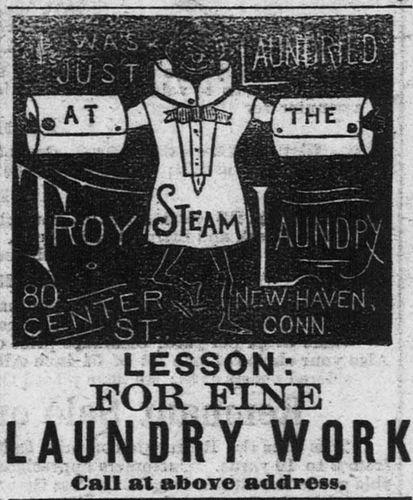 I WAS LAUNDRIED
JUST
AT THE
TROY STEAM LAUNDRY
80 NEW HAVEN,
CENTER CONN.
ST.
LESSON:
FOR FINE
LAUNDRY WORK
Call at above address.